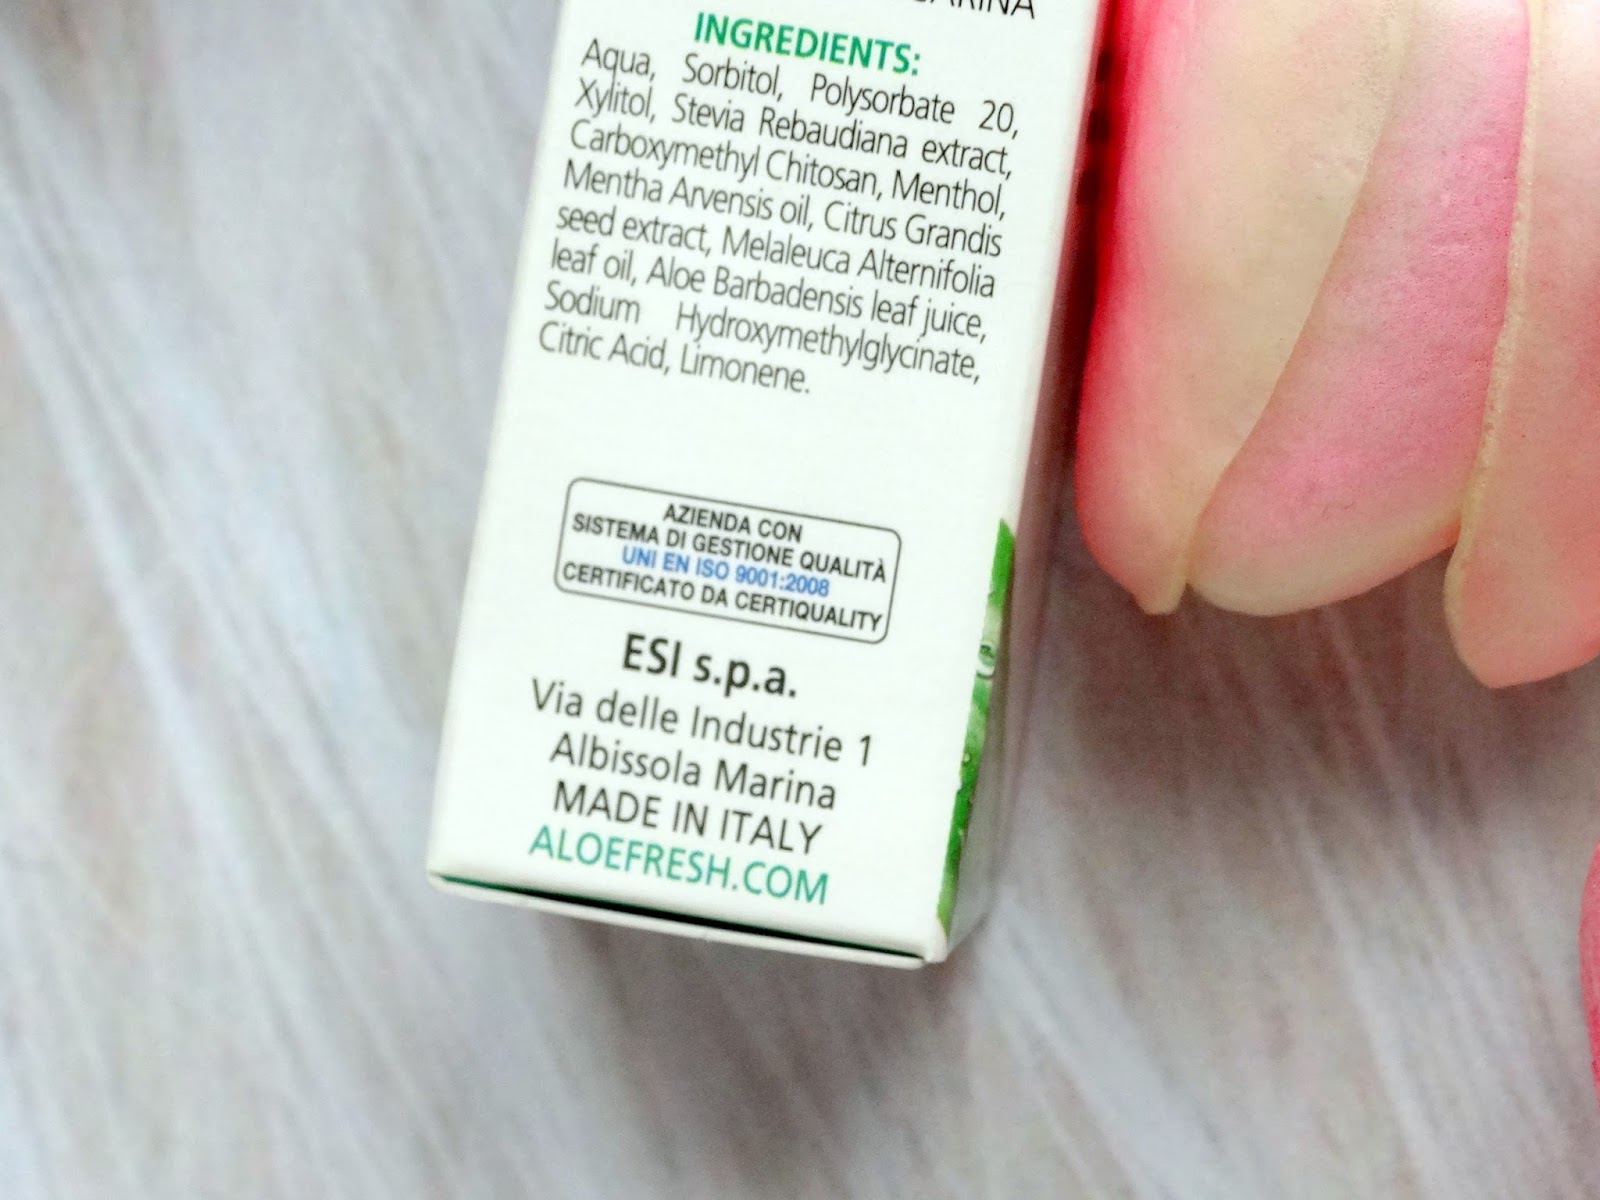 INGREDIENTS:
Aqua, Sorbitol, Polysorbate 20,
Xylitol, Stevia Rebaudiana extract,
Carboxymethyl Chitosan, Menthol,
Mentha Arvensis oil, Citrus Grandis
seed extract, Melaleuca Alternifolia
leaf oil, Aloe Barbadensis leaf juice,
Sodium Hydroxymethylglycinate,
Citric Acid, Limonene.
AZIENDA CON
SISTEMA DI GESTIONE QUALITÀ
UNI EN ISO 9001:2008
CERTIFICATO DA CERTIQUALITY
ESI s.p.a.
Via delle Industrie 1
Albissola Marina
MADE IN ITALY
ALOEFRESH.COM